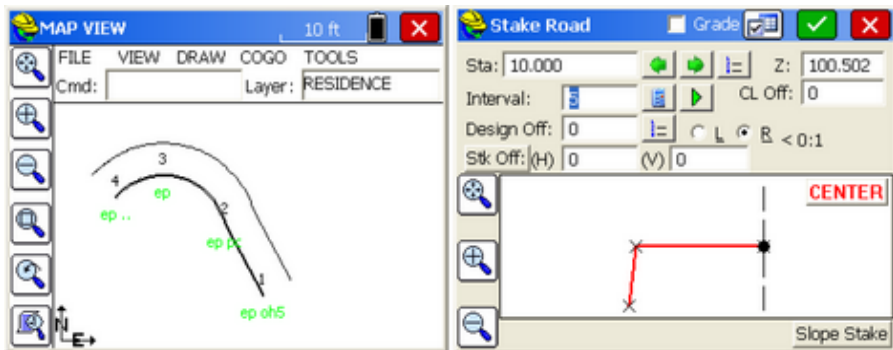 MAP VIEW
10 ft
FILE VIEW DRAW COGO TOOLS
Cmd: Layer: RESIDENCE
3
4
ep
ep ..
2
ep pc
1
ep oh5
N
E
Stake Road Grade
Sta: 10.000 Z: 100.502
Interval: 5 CL Off: 0
Design Off: 0 L R < 0:1
Stk Off: (H) 0 (V) 0
CENTER
Slope Stake